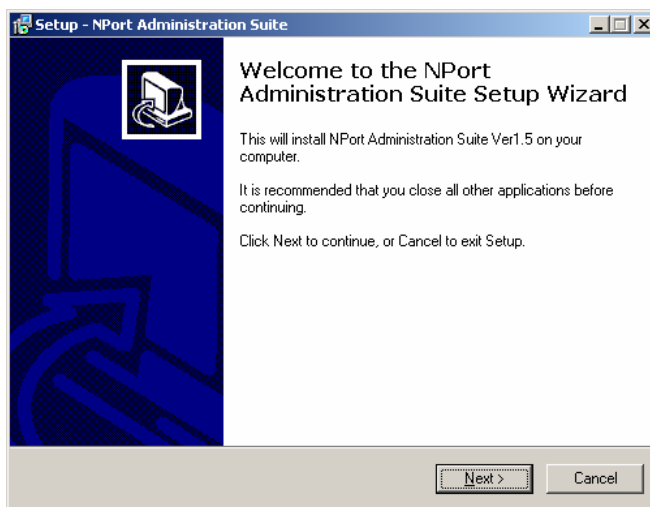 Setup - NPort Administration Suite
Welcome to the NPort
Administration Suite Setup Wizard
This will install NPort Administration Suite Ver1.5 on your
computer.
It is recommended that you close all other applications before
continuing.
Click Next to continue, or Cancel to exit Setup.
Next >
Cancel